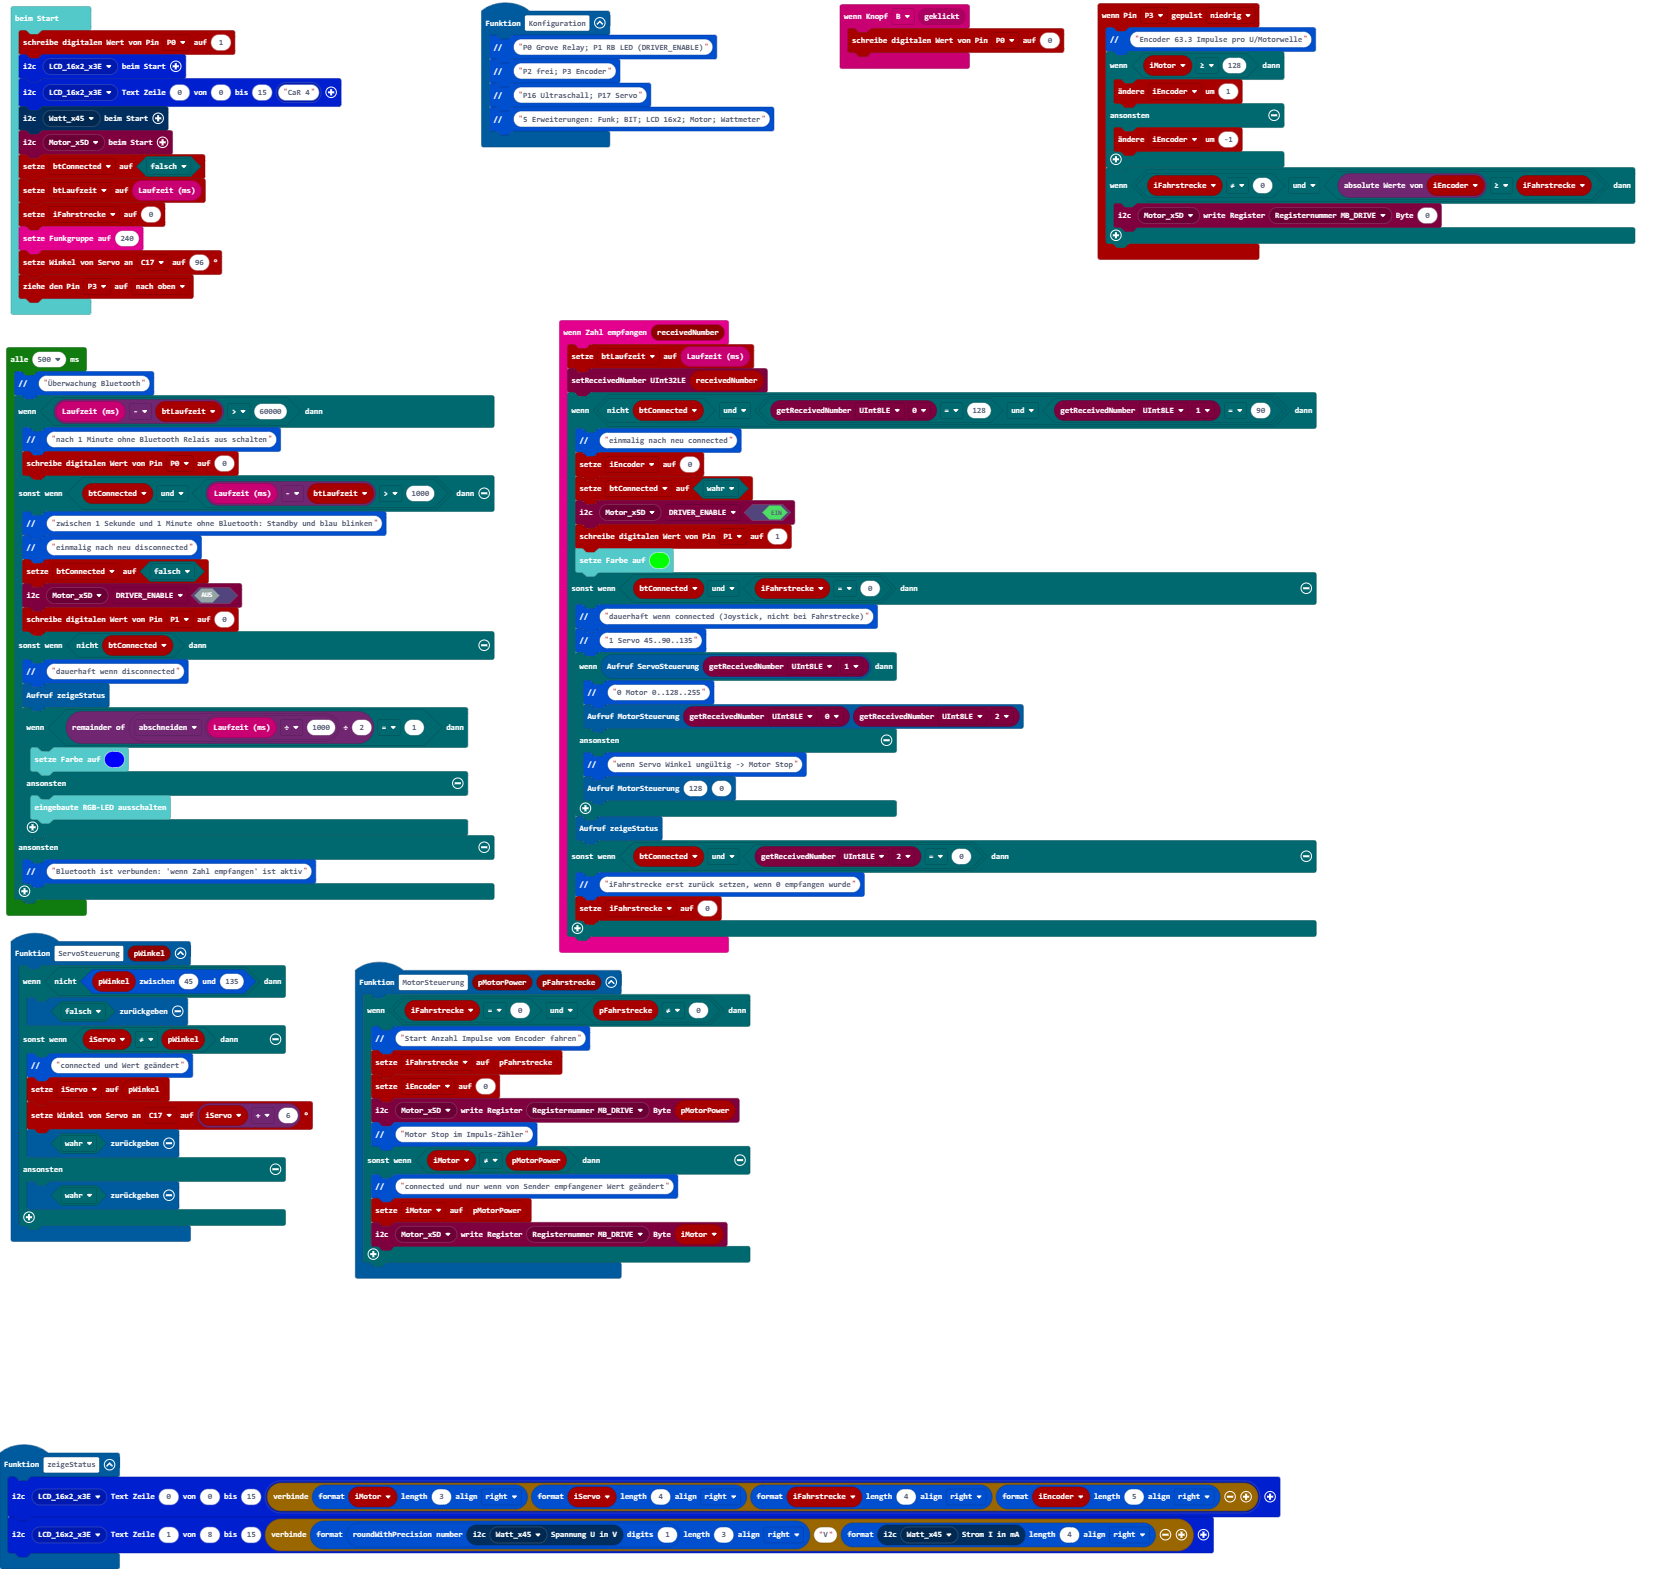 beim Start
schreibe digitalen Wert von Pin P0 auf 1
i2c LCD_16x2_x3E beim Start
i2c LCD_16x2_x3E Text Zeile 0 von 0 bis 15 "CaR 4"
i2c Watt_x45 beim Start
i2c Motor_x5D beim Start
setze btConnected auf falsch
setze btLaufzeit auf Laufzeit (ms)
setze iFahrstrecke auf 0
setze Funkgruppe auf 240
setze Winkel von Servo an C17 auf 96 °
ziehe den Pin P3 auf nach oben
Funktion Konfiguration
// "P0 Grove Relay; P1 RB LED (DRIVER_ENABLE)"
// "P2 frei; P3 Encoder"
// "P16 Ultraschall; P17 Servo"
// "5 Erweiterungen: Funk; BIT; LCD 16x2; Motor; Wattmeter"
wenn Knopf B geklickt
schreibe digitalen Wert von Pin P0 auf 0
wenn Pin P3 gepulst niedrig
// "Encoder 63.3 Impulse pro U/Motorwelle"
wenn iMotor ≥ 128 dann
ändere iEncoder um 1
ansonsten
ändere iEncoder um -1
wenn iFahrstrecke ≠ 0 und absolute Werte von iEncoder ≥ iFahrstrecke dann
i2c Motor_x5D write Register Registernummer MB_DRIVE Byte 0
alle 500 ms
// "Überwachung Bluetooth"
wenn Laufzeit (ms) - btLaufzeit > 60000 dann
// "nach 1 Minute ohne Bluetooth Relais aus schalten"
schreibe digitalen Wert von Pin P0 auf 0
sonst wenn btConnected und Laufzeit (ms) - btLaufzeit > 1000 dann
// "zwischen 1 Sekunde und 1 Minute ohne Bluetooth: Standby und blau blinken"
// "einmalig nach neu disconnected"
setze btConnected auf falsch
i2c Motor_x5D DRIVER_ENABLE AUS
schreibe digitalen Wert von Pin P1 auf 0
sonst wenn nicht btConnected dann
// "dauerhaft wenn disconnected"
Aufruf zeigeStatus
wenn remainder of abschneiden Laufzeit (ms) ÷ 1000 ÷ 2 = 1 dann
setze Farbe auf
ansonsten
eingebaute RGB-LED ausschalten
ansonsten
// "Bluetooth ist verbunden: 'wenn Zahl empfangen' ist aktiv"
wenn Zahl empfangen receivedNumber
setze btLaufzeit auf Laufzeit (ms)
setReceivedNumber UInt32LE receivedNumber
wenn nicht btConnected und getReceivedNumber UInt8LE 0 = 128 und getReceivedNumber UInt8LE 1 = 90 dann
// "einmalig nach neu connected"
setze iEncoder auf 0
setze btConnected auf wahr
i2c Motor_x5D DRIVER_ENABLE EIN
schreibe digitalen Wert von Pin P1 auf 1
setze Farbe auf
sonst wenn btConnected und iFahrstrecke = 0 dann
// "dauerhaft wenn connected (Joystick, nicht bei Fahrstrecke)"
// "1 Servo 45..90..135"
wenn Aufruf ServoSteuerung getReceivedNumber UInt8LE 1 dann
// "0 Motor 0..128..255"
Aufruf MotorSteuerung getReceivedNumber UInt8LE 0 getReceivedNumber UInt8LE 2
ansonsten
// "wenn Servo Winkel ungültig -> Motor Stop"
Aufruf MotorSteuerung 128 0
Aufruf zeigeStatus
sonst wenn btConnected und getReceivedNumber UInt8LE 2 = 0 dann
// "iFahrstrecke erst zurück setzen, wenn 0 empfangen wurde"
setze iFahrstrecke auf 0
Funktion ServoSteuerung pWinkel
wenn nicht pWinkel zwischen 45 und 135 dann
falsch zurückgeben
sonst wenn iServo ≠ pWinkel dann
// "connected und Wert geändert"
setze iServo auf pWinkel
setze Winkel von Servo an C17 auf iServo + 6 °
wahr zurückgeben
ansonsten
wahr zurückgeben
Funktion MotorSteuerung pMotorPower pFahrstrecke
wenn iFahrstrecke = 0 und pFahrstrecke ≠ 0 dann
// "Start Anzahl Impulse vom Encoder fahren"
setze iFahrstrecke auf pFahrstrecke
setze iEncoder auf 0
i2c Motor_x5D write Register Registernummer MB_DRIVE Byte pMotorPower
// "Motor Stop im Impuls-Zähler"
sonst wenn iMotor ≠ pMotorPower dann
// "connected und nur wenn von Sender empfangener Wert geändert"
setze iMotor auf pMotorPower
i2c Motor_x5D write Register Registernummer MB_DRIVE Byte iMotor
Funktion zeigeStatus
i2c LCD_16x2_x3E Text Zeile 0 von 0 bis 15 verbinde format iMotor length 3 align right format iServo length 4 align right format iFahrstrecke length 4 align right format iEncoder length 5 align right
i2c LCD_16x2_x3E Text Zeile 1 von 8 bis 15 verbinde format roundWithPrecision number i2c Watt_x45 Spannung U in V digits 1 length 3 align right "V" format i2c Watt_x45 Strom I in mA length 4 align right